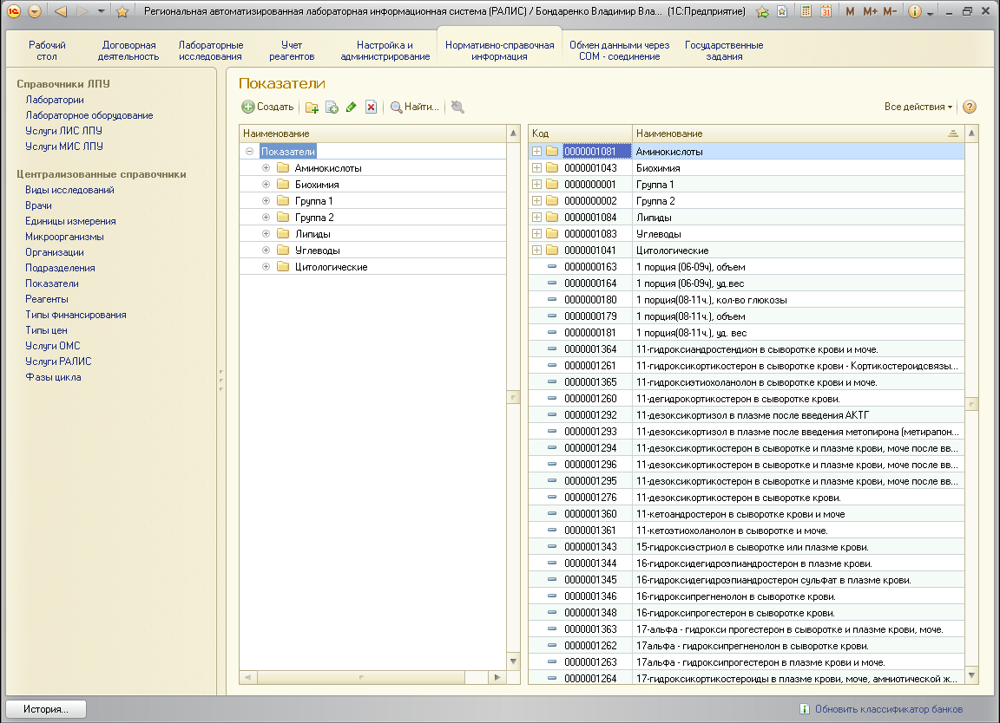 Региональная автоматизированная лабораторная информационная система (РАЛИС) / Бондаренко Владимир Вла... (1С:Предприятие)
M M+ M-
Рабочий стол
Договорная деятельность
Лабораторные исследования
Учет реагентов
Настройка и администрирование
Нормативно-справочная информация
Обмен данными через COM - соединение
Государственные задания
Справочники ЛПУ
Лаборатории
Лабораторное оборудование
Услуги ЛИС ЛПУ
Услуги МИС ЛПУ
Централизованные справочники
Виды исследований
Врачи
Единицы измерения
Микроорганизмы
Организации
Подразделения
Показатели
Реагенты
Типы финансирования
Типы цен
Услуги ОМС
Услуги РАЛИС
Фазы цикла
Показатели
Создать Найти... Все действия
Наименование
Показатели
Аминокислоты
Биохимия
Группа 1
Группа 2
Липиды
Углеводы
Цитологические
Код Наименование
0000001081 Аминокислоты
0000001043 Биохимия
0000000001 Группа 1
0000000002 Группа 2
0000001084 Липиды
0000001083 Углеводы
0000001041 Цитологические
0000000163 1 порция (06-09ч), объем
0000000164 1 порция (06-09ч), уд.вес
0000000180 1 порция(08-11ч.), кол-во глюкозы
0000000179 1 порция(08-11ч.), объем
0000000181 1 порция(08-11ч.), уд. вес
0000001364 11-гидроксиандростендион в сыворотке крови и моче.
0000001261 11-гидроксикортикостерон в сыворотке крови - Кортикостероидсвязы...
0000001365 11-гидроксиэтиохоланолон в сыворотке крови и моче.
0000001260 11-дегидрокортикостерон в сыворотке крови.
0000001292 11-дезоксикортизол в плазме после введения АКТГ
0000001293 11-дезоксикортизол в плазме после введения метопирона (метирапон...
0000001294 11-дезоксикортикостерон в сыворотке и плазме крови, моче после вв...
0000001296 11-дезоксикортикостерон в сыворотке и плазме крови, моче после вв...
0000001295 11-дезоксикортикостерон в сыворотке и плазме крови, моче после вв...
0000001276 11-дезоксикортикостерон в сыворотке крови.
0000001360 11-кетоандростерон в сыворотке крови и моче
0000001361 11-кетоэтиохоланолон в сыворотке и моче.
0000001343 15-гидроксиэстриол в сыворотке или плазме крови.
0000001344 16-гидроксидегидроэпиандростерон в плазме крови.
0000001345 16-гидроксидегидроэпиандростерон сульфат в плазме крови.
0000001346 16-гидроксипрегненолон в сыворотке крови.
0000001348 16-гидроксипрогестерон в сыворотке крови.
0000001363 17-альфа - гидрокси прогестерон в сыворотке и плазме крови, моче.
0000001262 17альфа - гидроксипрегненолон в сыворотке крови.
0000001263 17альфа - гидроксипрогестерон в плазме крови и моче.
0000001264 17-гидроксикортикостероиды в плазме крови, моче, амниотической ж...
История... Обновить классификатор банков